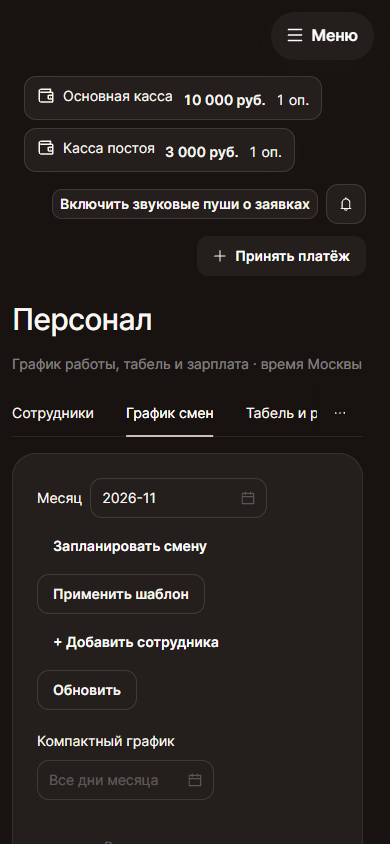 Меню
Основная касса 10 000 руб. 1 оп.
Касса постоя 3 000 руб. 1 оп.
Включить звуковые пуши о заявках
+ Принять платёж
Персонал
График работы, табель и зарплата · время Москвы
Сотрудники График смен Табель и р ...
Месяц 2026-11
Запланировать смену
Применить шаблон
+ Добавить сотрудника
Обновить
Компактный график
Все дни месяца